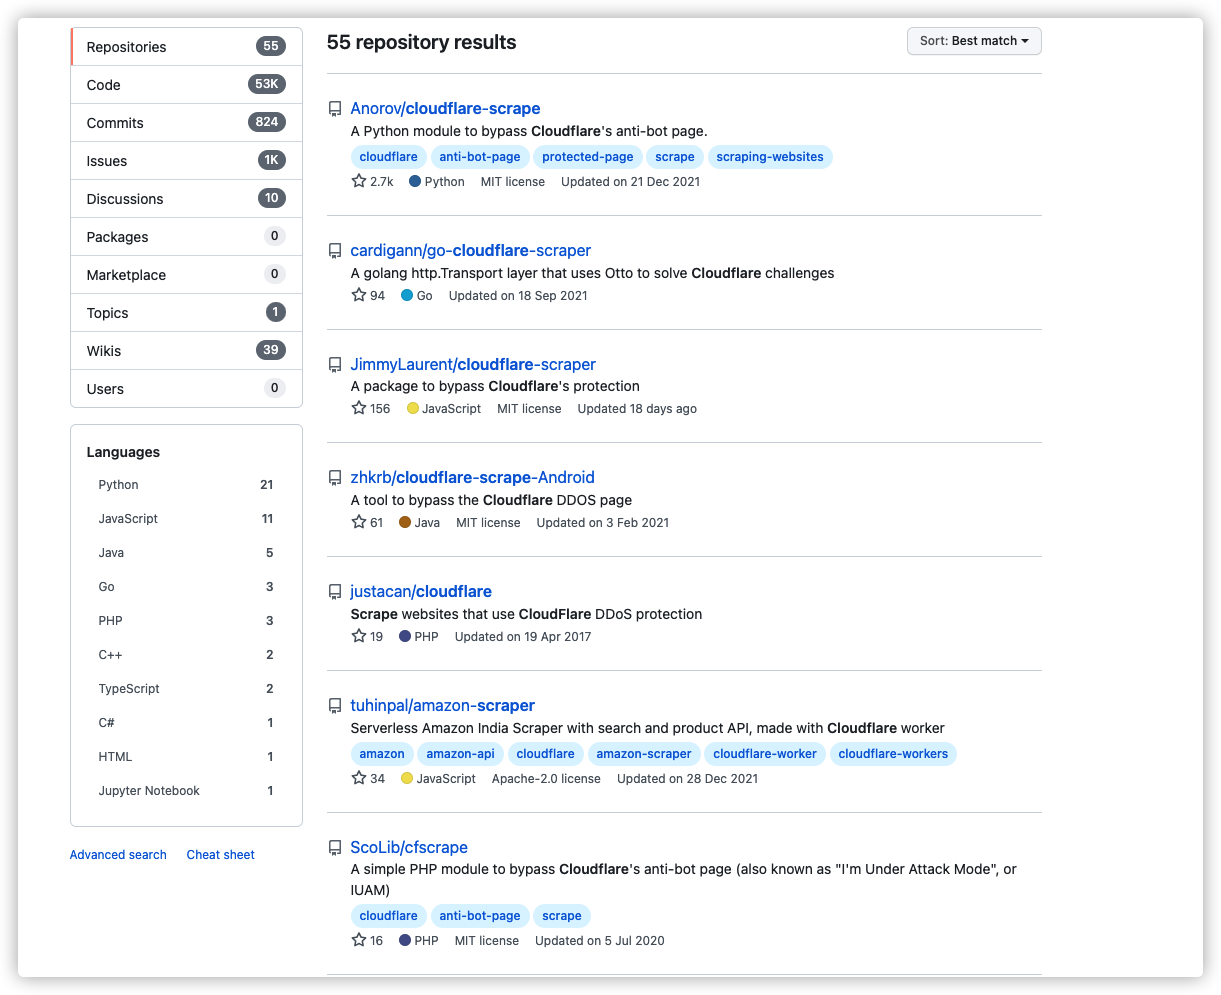 Repositories 55
Code 53K
Commits 824
Issues 1K
Discussions 10
Packages 0
Marketplace 0
Topics 1
Wikis 39
Users 0
Languages
Python 21
JavaScript 11
Java 5
Go 3
PHP 3
C++ 2
TypeScript 2
C# 1
HTML 1
Jupyter Notebook 1
Advanced search Cheat sheet
55 repository results
Sort: Best match
Anorov/cloudflare-scrape
A Python module to bypass Cloudflare's anti-bot page.
cloudflare anti-bot-page protected-page scrape scraping-websites
2.7k Python MIT license Updated on 21 Dec 2021
cardigann/go-cloudflare-scraper
A golang http.Transport layer that uses Otto to solve Cloudflare challenges
94 Go Updated on 18 Sep 2021
JimmyLaurent/cloudflare-scraper
A package to bypass Cloudflare's protection
156 JavaScript MIT license Updated 18 days ago
zhkrb/cloudflare-scrape-Android
A tool to bypass the Cloudflare DDOS page
61 Java MIT license Updated on 3 Feb 2021
justacan/cloudflare
Scrape websites that use CloudFlare DDoS protection
19 PHP Updated on 19 Apr 2017
tuhinpal/amazon-scraper
Serverless Amazon India Scraper with search and product API, made with Cloudflare worker
amazon amazon-api cloudflare amazon-scraper cloudflare-worker cloudflare-workers
34 JavaScript Apache-2.0 license Updated on 28 Dec 2021
ScoLib/cfscrape
A simple PHP module to bypass Cloudflare's anti-bot page (also known as "I'm Under Attack Mode", or
IUAM)
cloudflare anti-bot-page scrape
16 PHP MIT license Updated on 5 Jul 2020